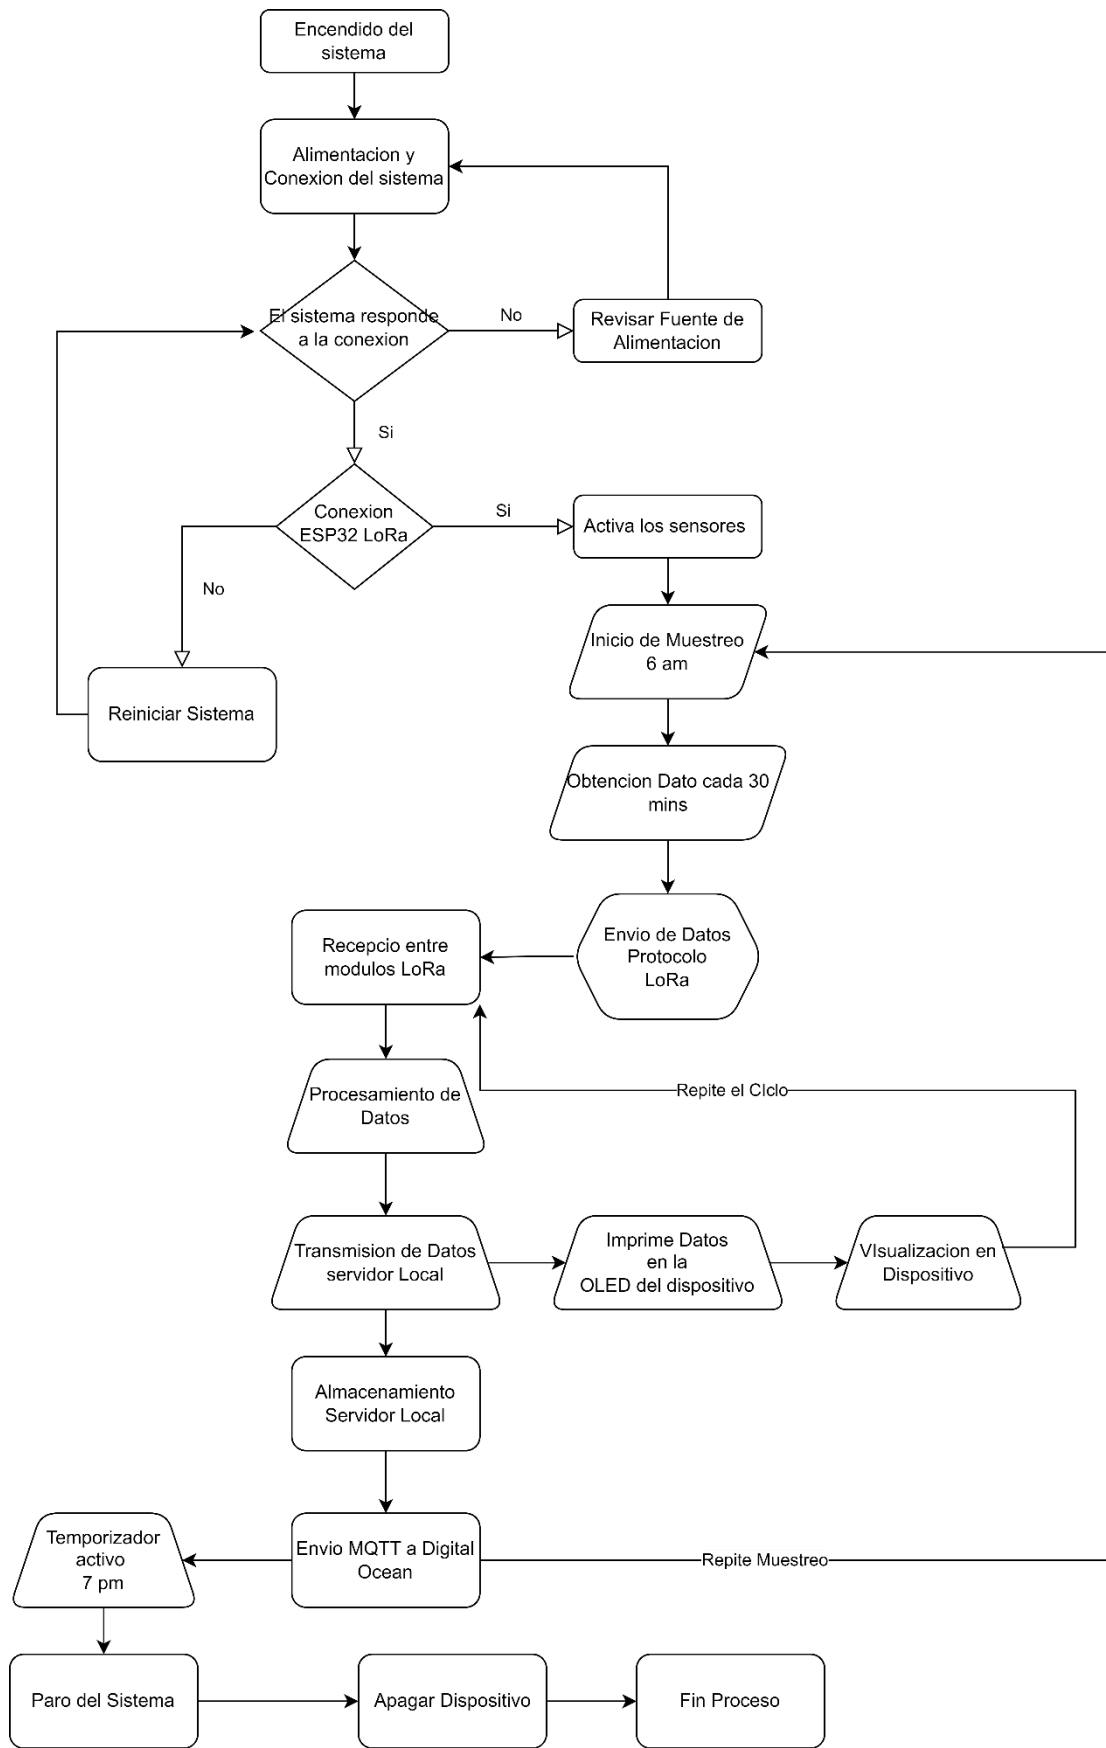 Encendido del
sistema
Alimentacion y
Conexion del sistema
El sistema responde
a la conexion
No
Revisar Fuente de
Alimentacion
Si
Conexion
ESP32 LoRa
Si
Activa los sensores
No
Inicio de Muestreo
6 am
Reiniciar Sistema
Obtencion Dato cada 30
mins
Envio de Datos
Protocolo
LoRa
Recepcio entre
modulos LoRa
Repite el CIclo
Procesamiento de
Datos
Transmision de Datos
servidor Local
Imprime Datos
en la
OLED del dispositivo
VIsualizacion en
Dispositivo
Almacenamiento
Servidor Local
Temporizador
activo
7 pm
Envio MQTT a Digital
Ocean
Repite Muestreo
Paro del Sistema
Apagar Dispositivo
Fin Proceso